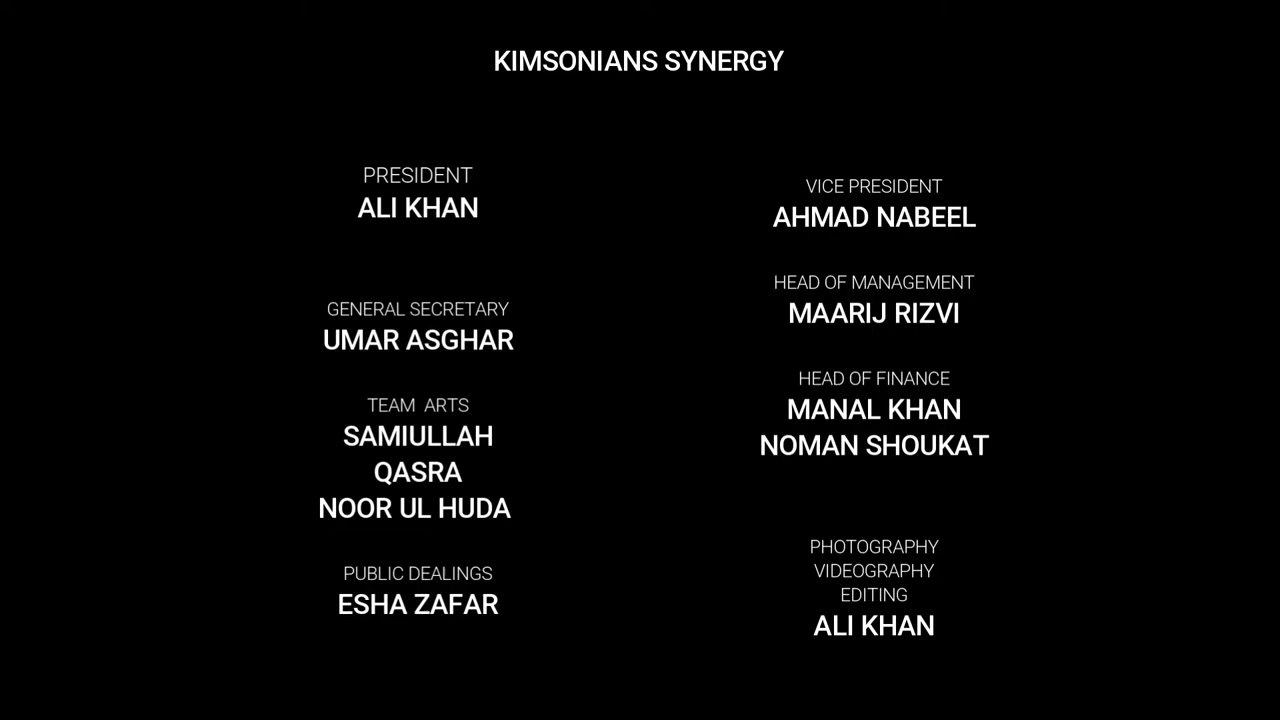 KIMSONIANS SYNERGY
PRESIDENT
ALI KHAN
GENERAL SECRETARY
UMAR ASGHAR
TEAM ARTS
SAMIULLAH
QASRA
NOOR UL HUDA
PUBLIC DEALINGS
ESHA ZAFAR
VICE PRESIDENT
AHMAD NABEEL
HEAD OF MANAGEMENT
MAARIJ RIZVI
HEAD OF FINANCE
MANAL KHAN
NOMAN SHOUKAT
PHOTOGRAPHY
VIDEOGRAPHY
EDITING
ALI KHAN